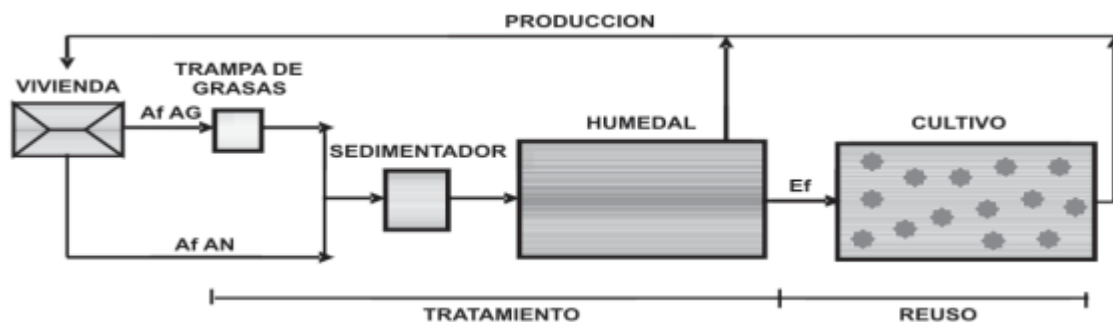 PRODUCCION
VIVIENDA
TRAMPA DE
GRASAS
Af AG
SEDIMENTADOR
HUMEDAL
CULTIVO
Ef
Af AN
TRATAMIENTO
REUSO